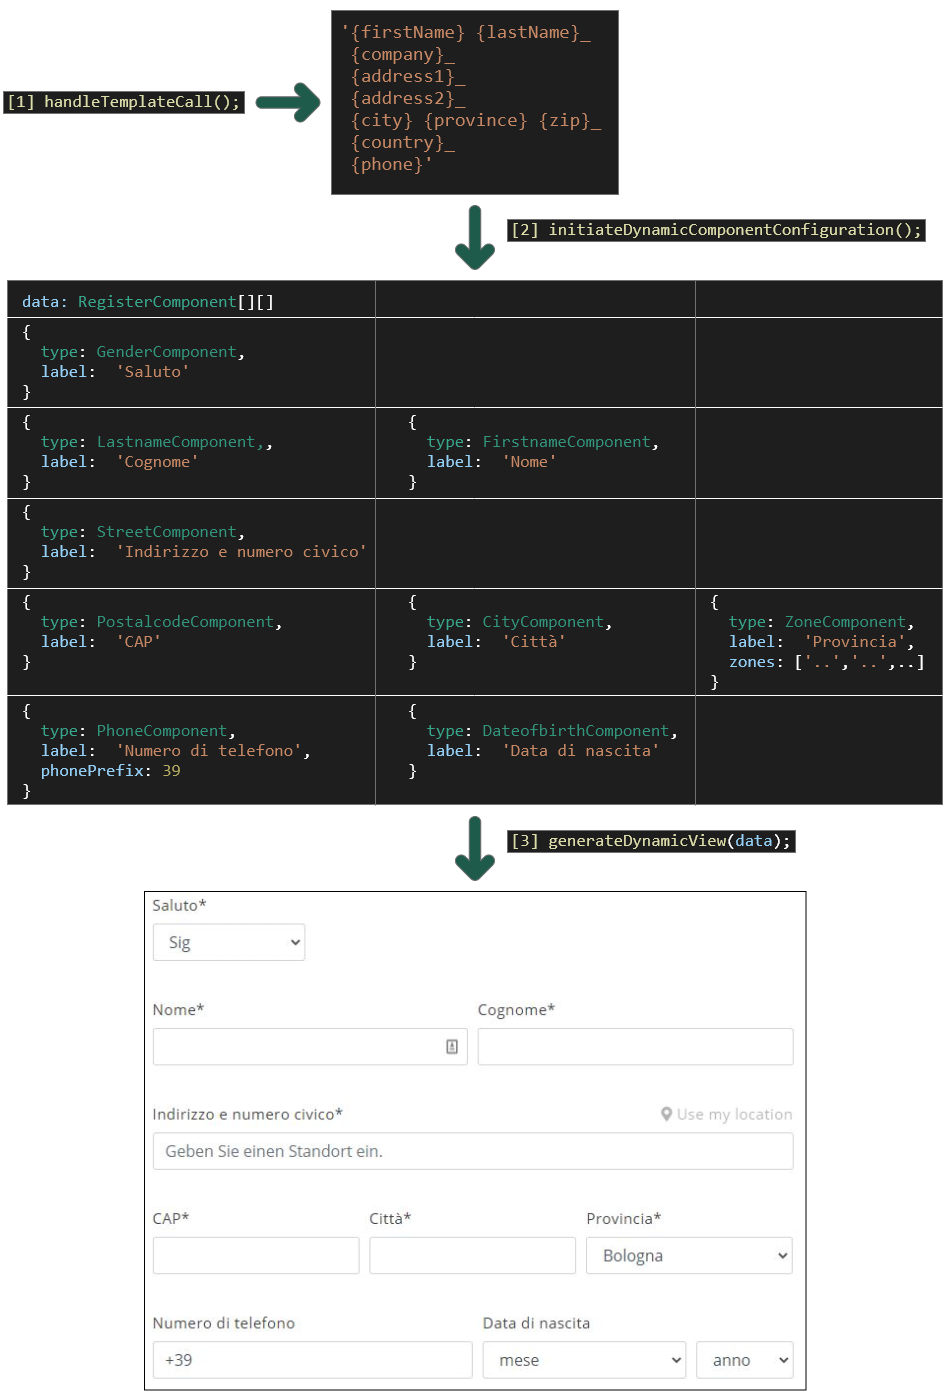 [1] handleTemplateCall();
'{firstName} {lastName}_
{company}_
{address1}_
{address2}_
{city} {province} {zip}_
{country}_
{phone}'
[2] initiateDynamicComponentConfiguration();
data: RegisterComponent[][]
{
type: GenderComponent,
label: 'Saluto'
}
{ {
type: LastnameComponent,, type: FirstnameComponent,
label: 'Cognome' label: 'Nome'
} }
{
type: StreetComponent,
label: 'Indirizzo e numero civico'
}
{ { {
type: PostalcodeComponent, type: CityComponent, type: ZoneComponent,
label: 'CAP' label: 'Città' label: 'Provincia',
} } zones: ['..','..',..]
}
{ {
type: PhoneComponent, type: DateofbirthComponent,
label: 'Numero di telefono', label: 'Data di nascita'
phonePrefix: 39 }
}
[3] generateDynamicView(data);
Saluto*
Sig
Nome* Cognome*
Indirizzo e numero civico* Use my location
Geben Sie einen Standort ein.
CAP* Città* Provincia*
Bologna
Numero di telefono Data di nascita
+39 mese anno